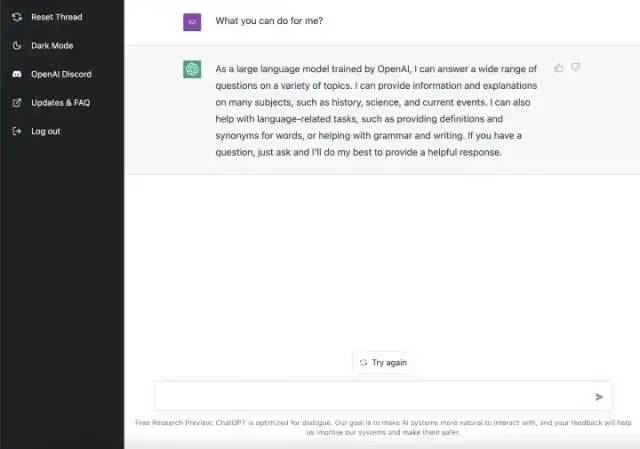 Reset Thread
Dark Mode
OpenAI Discord
Updates & FAQ
Log out
What you can do for me?
As a large language model trained by OpenAI, I can answer a wide range of
questions on a variety of topics. I can provide information and explanations
on many subjects, such as history, science, and current events. I can also
help with language-related tasks, such as providing definitions and
synonyms for words, or helping with grammar and writing. If you have a
question, just ask and I'll do my best to provide a helpful response.
Try again
Free Research Preview: ChatGPT is optimized for dialogue. Our goal is to make AI systems more natural to interact with, and your feedback will help
us improve our systems and make them safer.